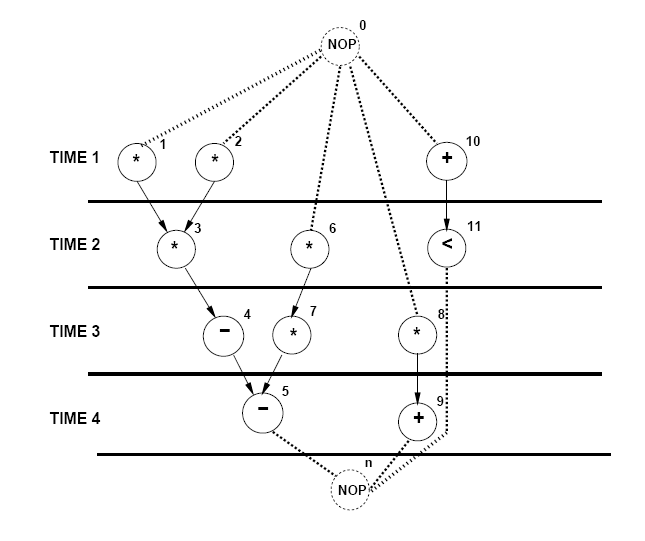 0
NOP
TIME 1
* 1
* 2
+ 10
TIME 2
* 3
* 6
< 11
TIME 3
− 4
* 7
* 8
TIME 4
− 5
+ 9
n
NOP